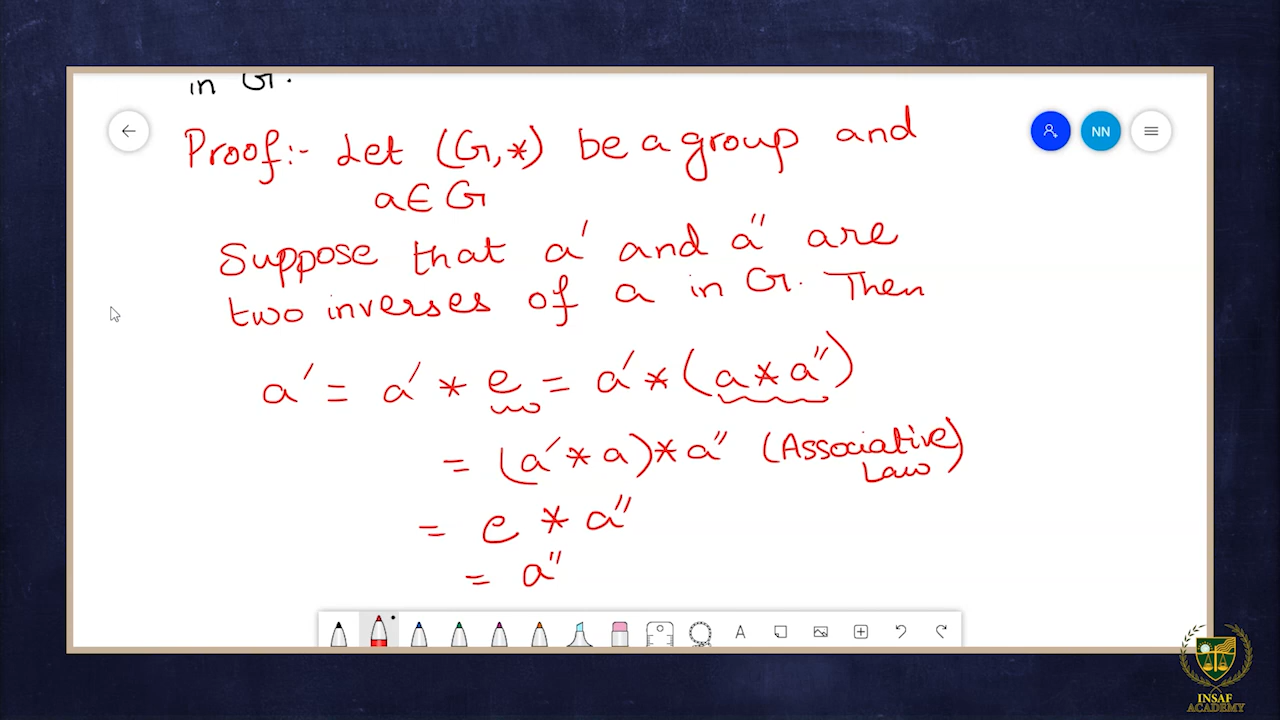 in G.
Proof:- Let (G,*) be a group and
a∈G
NN
Suppose that a' and a'' are
two inverses of a in G. Then
a' = a' * e = a' * (a * a'')
= (a' * a) * a'' (Associative
Law)
= e * a''
= a''
A
INSAF
ACADEMY